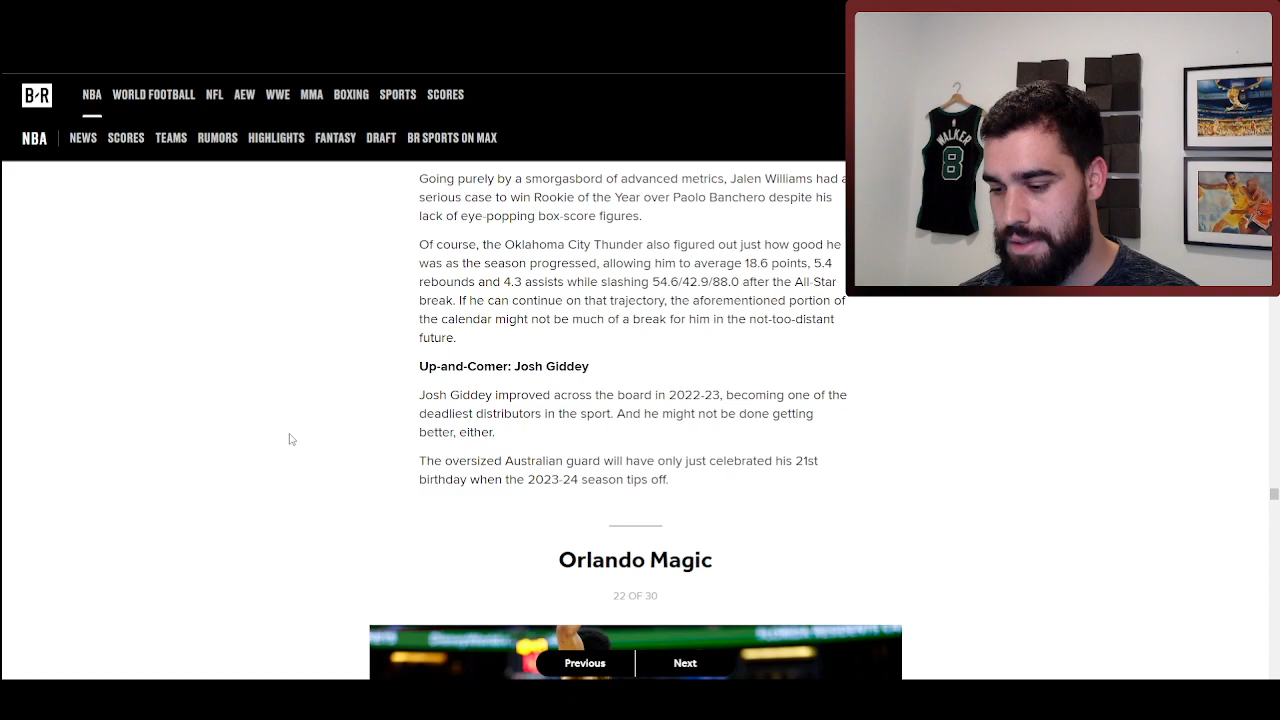 B/R
NBA WORLD FOOTBALL NFL AEW WWE MMA BOXING SPORTS SCORES
NBA NEWS SCORES TEAMS RUMORS HIGHLIGHTS FANTASY DRAFT BR SPORTS ON MAX
WALKER
8
Going purely by a smorgasbord of advanced metrics, Jalen Williams had a
serious case to win Rookie of the Year over Paolo Banchero despite his
lack of eye-popping box-score figures.
Of course, the Oklahoma City Thunder also figured out just how good he
was as the season progressed, allowing him to average 18.6 points, 5.4
rebounds and 4.3 assists while slashing 54.6/42.9/88.0 after the All-Star
break. If he can continue on that trajectory, the aforementioned portion of
the calendar might not be much of a break for him in the not-too-distant
future.
Up-and-Comer: Josh Giddey
Josh Giddey improved across the board in 2022-23, becoming one of the
deadliest distributors in the sport. And he might not be done getting
better, either.
The oversized Australian guard will have only just celebrated his 21st
birthday when the 2023-24 season tips off.
Orlando Magic
22 OF 30
Previous Next